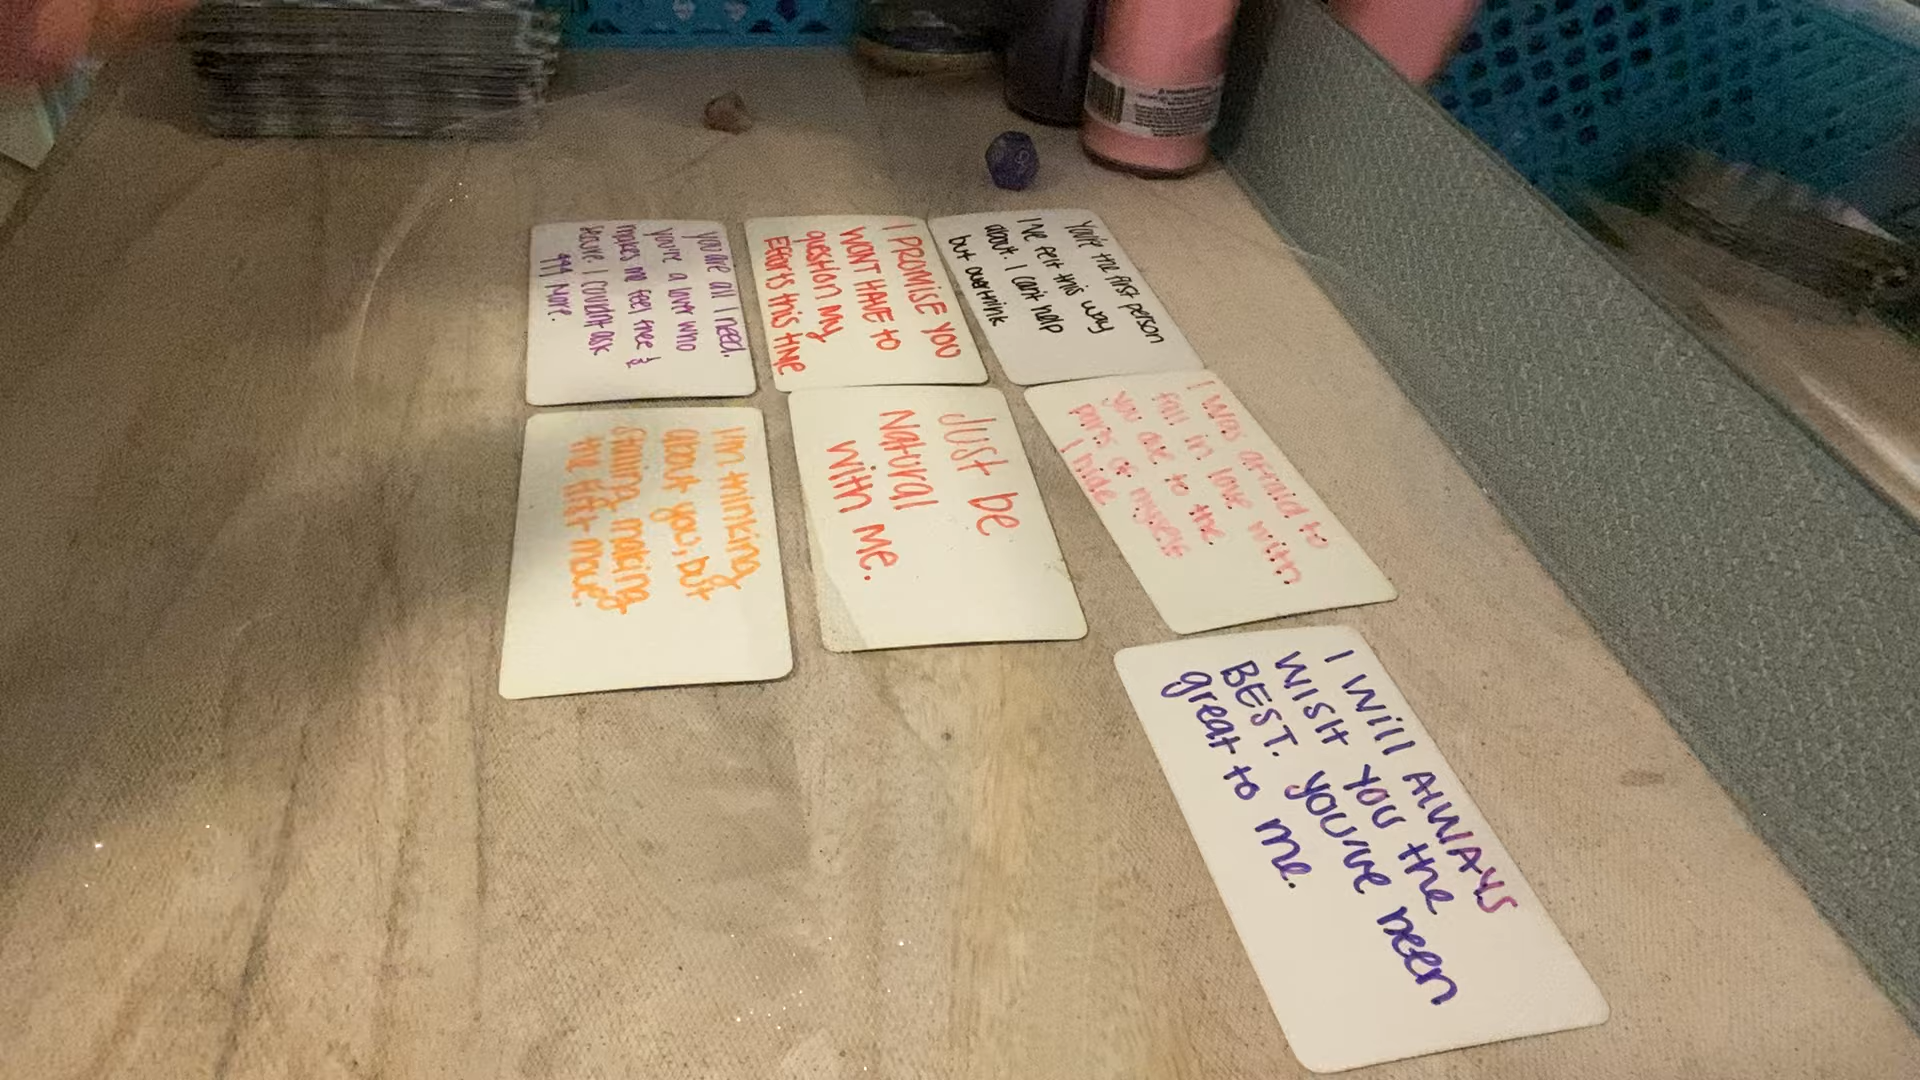 you are all I need.
you're a lover who
makes me feel free &
I couldn't ask
more.
I PROMISE YOU
WONT HAVE TO
question my
Efforts this time
You're the first person
I've felt this way
about. I can't help
but overthink
I'm thinking
about you, but
making
the first move.
Just be
Natural
with me.
I was afraid to
fall in love with
you due to the
parts of myself
I hide
I Will AlWAYS
WISH YOU the
BEST. you've been
great to me.